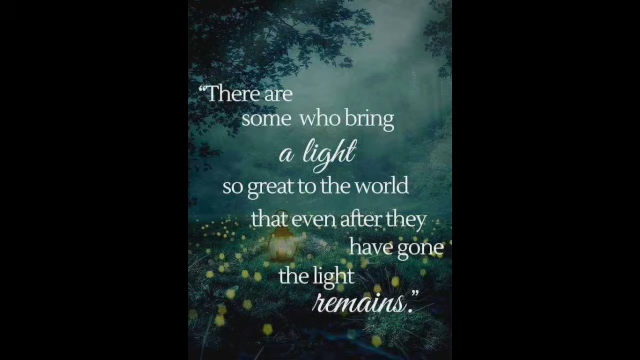 “There are
some who bring
a light
so great to the world
that even after they
have gone
the light
remains.”